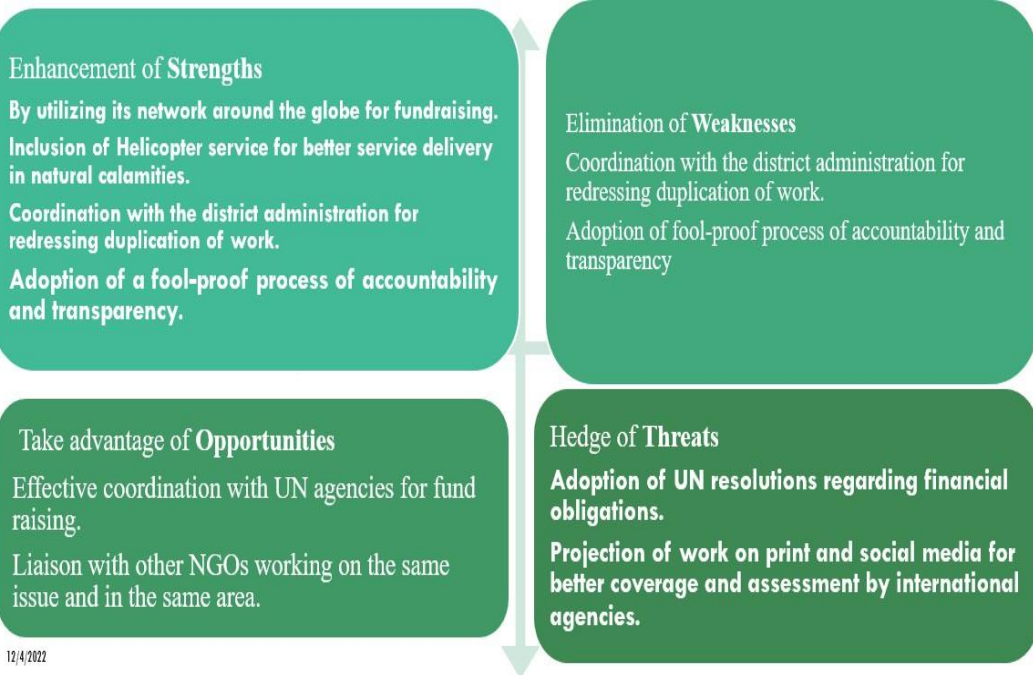 Enhancement of Strengths
By utilizing its network around the globe for fundraising.
Inclusion of Helicopter service for better service delivery
in natural calamities.
Coordination with the district administration for
redressing duplication of work.
Adoption of a fool-proof process of accountability
and transparency.
Elimination of Weaknesses
Coordination with the district administration for
redressing duplication of work.
Adoption of fool-proof process of accountability and
transparency
Take advantage of Opportunities
Effective coordination with UN agencies for fund
raising.
Liaison with other NGOs working on the same
issue and in the same area.
Hedge of Threats
Adoption of UN resolutions regarding financial
obligations.
Projection of work on print and social media for
better coverage and assessment by international
agencies.
12/4/2022